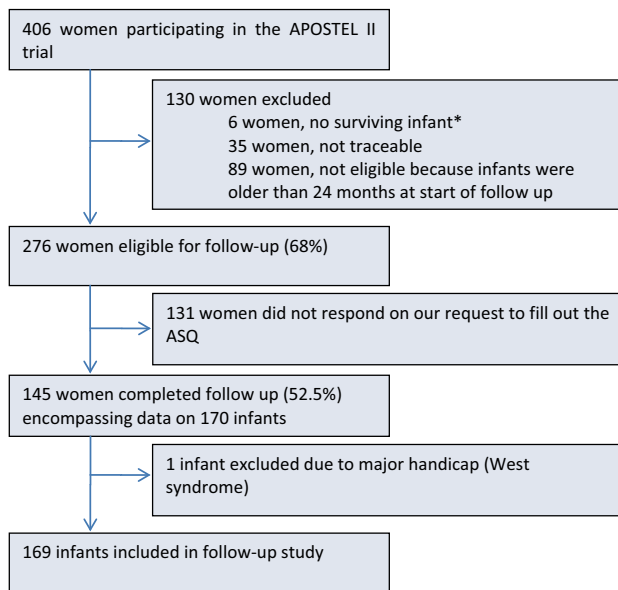 406 women participating in the APOSTEL II
trial
130 women excluded
6 women, no surviving infant*
35 women, not traceable
89 women, not eligible because infants were
older than 24 months at start of follow up
276 women eligible for follow-up (68%)
131 women did not respond on our request to fill out the
ASQ
145 women completed follow up (52.5%)
encompassing data on 170 infants
1 infant excluded due to major handicap (West
syndrome)
169 infants included in follow-up study